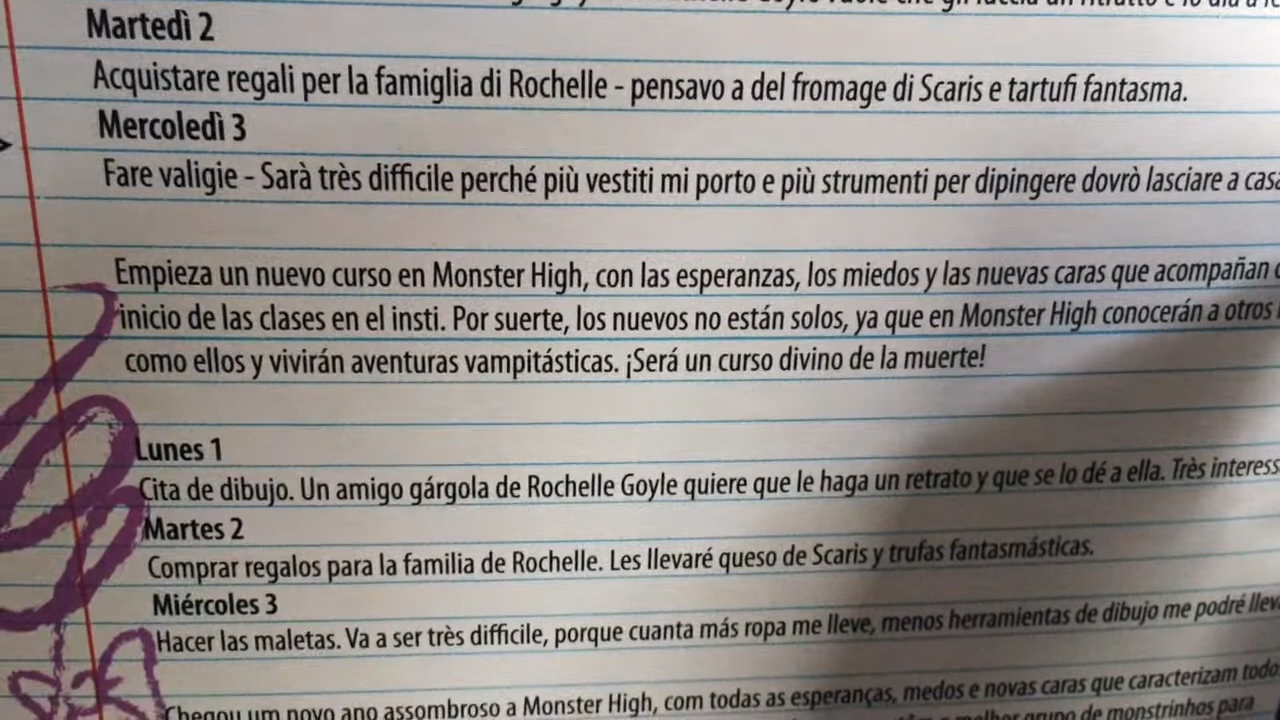 Martedì 2
Acquistare regali per la famiglia di Rochelle - pensavo a del fromage di Scaris e tartufi fantasma.
Mercoledì 3
Fare valigie - Sarà très difficile perché più vestiti mi porto e più strumenti per dipingere dovrò lasciare a casa
Empieza un nuevo curso en Monster High, con las esperanzas, los miedos y las nuevas caras que acompañan
inicio de las clases en el insti. Por suerte, los nuevos no están solos, ya que en Monster High conocerán a otros
como ellos y vivirán aventuras vampitásticas. ¡Será un curso divino de la muerte!
Lunes 1
Cita de dibujo. Un amigo gárgola de Rochelle Goyle quiere que le haga un retrato y que se lo dé a ella. Très interess
Martes 2
Comprar regalos para la familia de Rochelle. Les llevaré queso de Scaris y trufas fantasmásticas.
Miércoles 3
Hacer las maletas. Va a ser très difficile, porque cuanta más ropa me lleve, menos herramientas de dibujo me podré llev
Chegou um novo ano assombroso a Monster High, com todas as esperanças, medos e novas caras que caracterizam todo
melhor grupo de monstrinhos para